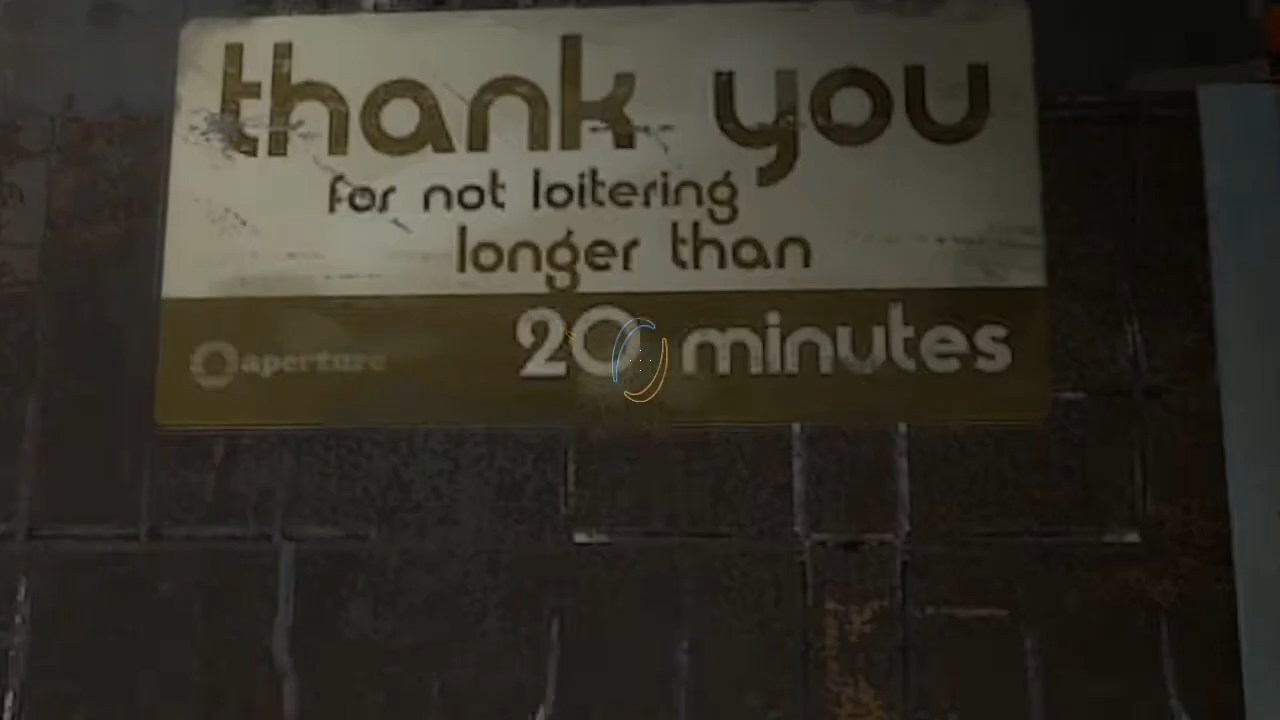 thank you
for not loitering
longer than
20 minutes
aperture